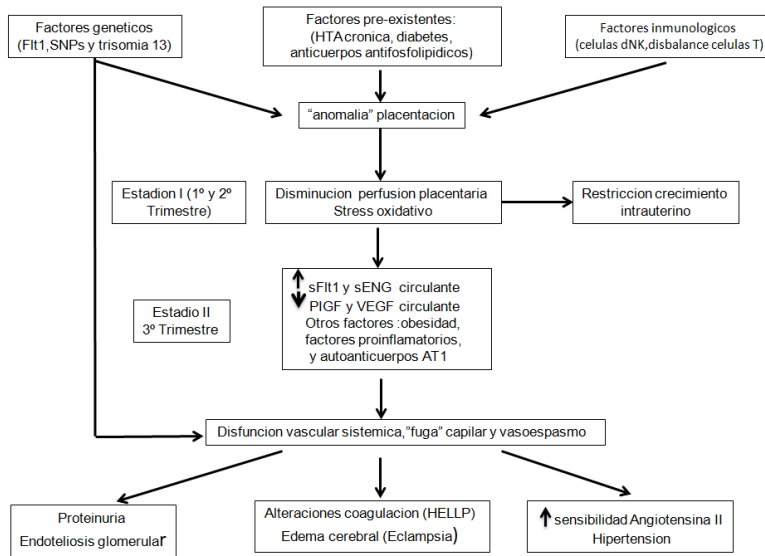 Factores geneticos
(Flt1,SNPs y trisomia 13)
Factores pre-existentes:
(HTA cronica, diabetes,
anticuerpos antifosfolipidicos)
Factores inmunologicos
(celulas dNK,disbalance celulas T)
"anomalia" placentacion
Estadion I (1º y 2º
Trimestre)
Disminucion perfusion placentaria
Stress oxidativo
Restriccion crecimiento
intrauterino
Estadio II
3º Trimestre
sFlt1 y sENG circulante
PIGF y VEGF circulante
Otros factores :obesidad,
factores proinflamatorios,
y autoanticuerpos AT1
Disfuncion vascular sistemica,"fuga" capilar y vasoespasmo
Proteinuria
Endoteliosis glomerular
Alteraciones coagulacion (HELLP)
Edema cerebral (Eclampsia)
sensibilidad Angiotensina II
Hipertension